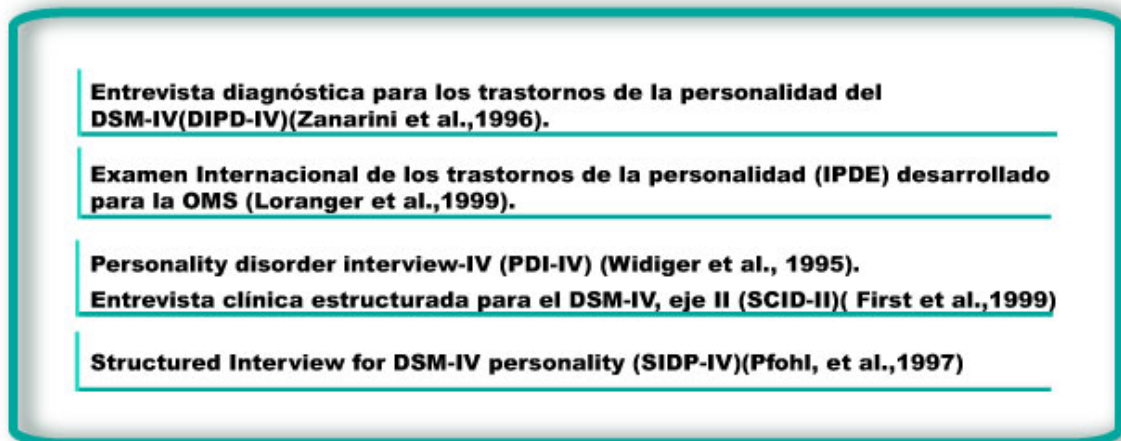 Entrevista diagnóstica para los trastornos de la personalidad del
DSM-IV(DIPD-IV)(Zanarini et al.,1996).
Examen Internacional de los trastornos de la personalidad (IPDE) desarrollado
para la OMS (Loranger et al.,1999).
Personality disorder interview-IV (PDI-IV) (Widiger et al., 1995).
Entrevista clínica estructurada para el DSM-IV, eje II (SCID-II)( First et al.,1999)
Structured Interview for DSM-IV personality (SIDP-IV)(Pfohl, et al.,1997)